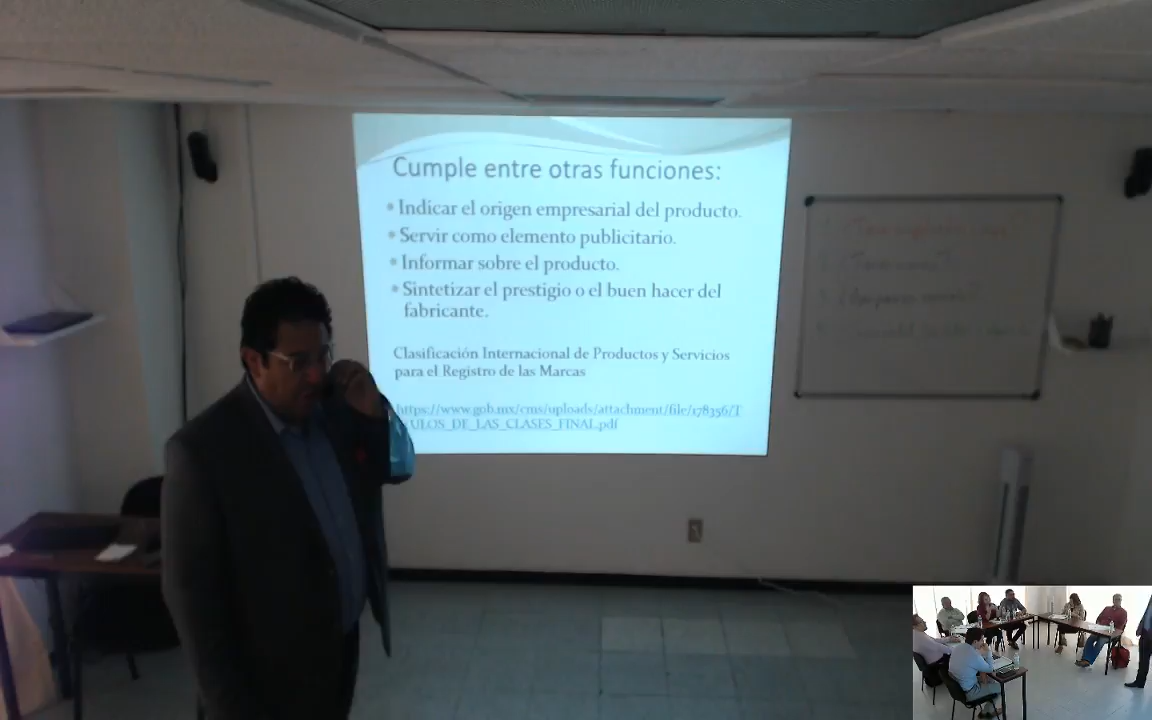 Cumple entre otras funciones:
• Indicar el origen empresarial del producto.
• Servir como elemento publicitario.
• Informar sobre el producto.
• Sintetizar el prestigio o el buen hacer del
fabricante.
Clasificación Internacional de Productos y Servicios
para el Registro de las Marcas
https://www.gob.mx/cms/uploads/attachment/file/178356/T
ULOS_DE_LAS_CLASES_FINAL.pdf